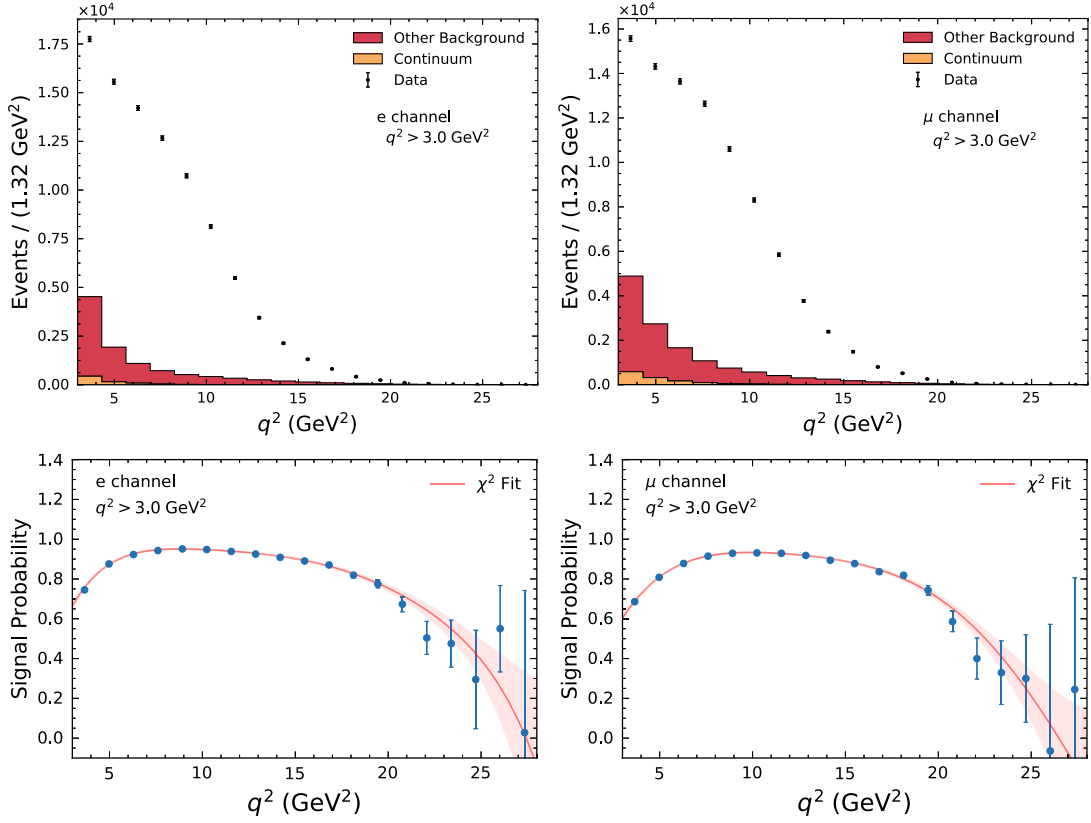 ×10⁴
1.75
1.50
1.25
1.00
0.75
0.50
0.25
0.00
Events / (1.32 GeV²)
Other Background
Continuum
Data
e channel
q² > 3.0 GeV²
5 10 15 20 25
q² (GeV²)
×10⁴
1.6
1.4
1.2
1.0
0.8
0.6
0.4
0.2
0.0
Events / (1.32 GeV²)
Other Background
Continuum
Data
μ channel
q² > 3.0 GeV²
5 10 15 20 25
q² (GeV²)
1.4
1.2
1.0
0.8
0.6
0.4
0.2
0.0
Signal Probability
e channel
q² > 3.0 GeV²
χ² Fit
5 10 15 20 25
q² (GeV²)
1.4
1.2
1.0
0.8
0.6
0.4
0.2
0.0
Signal Probability
μ channel
q² > 3.0 GeV²
χ² Fit
5 10 15 20 25
q² (GeV²)